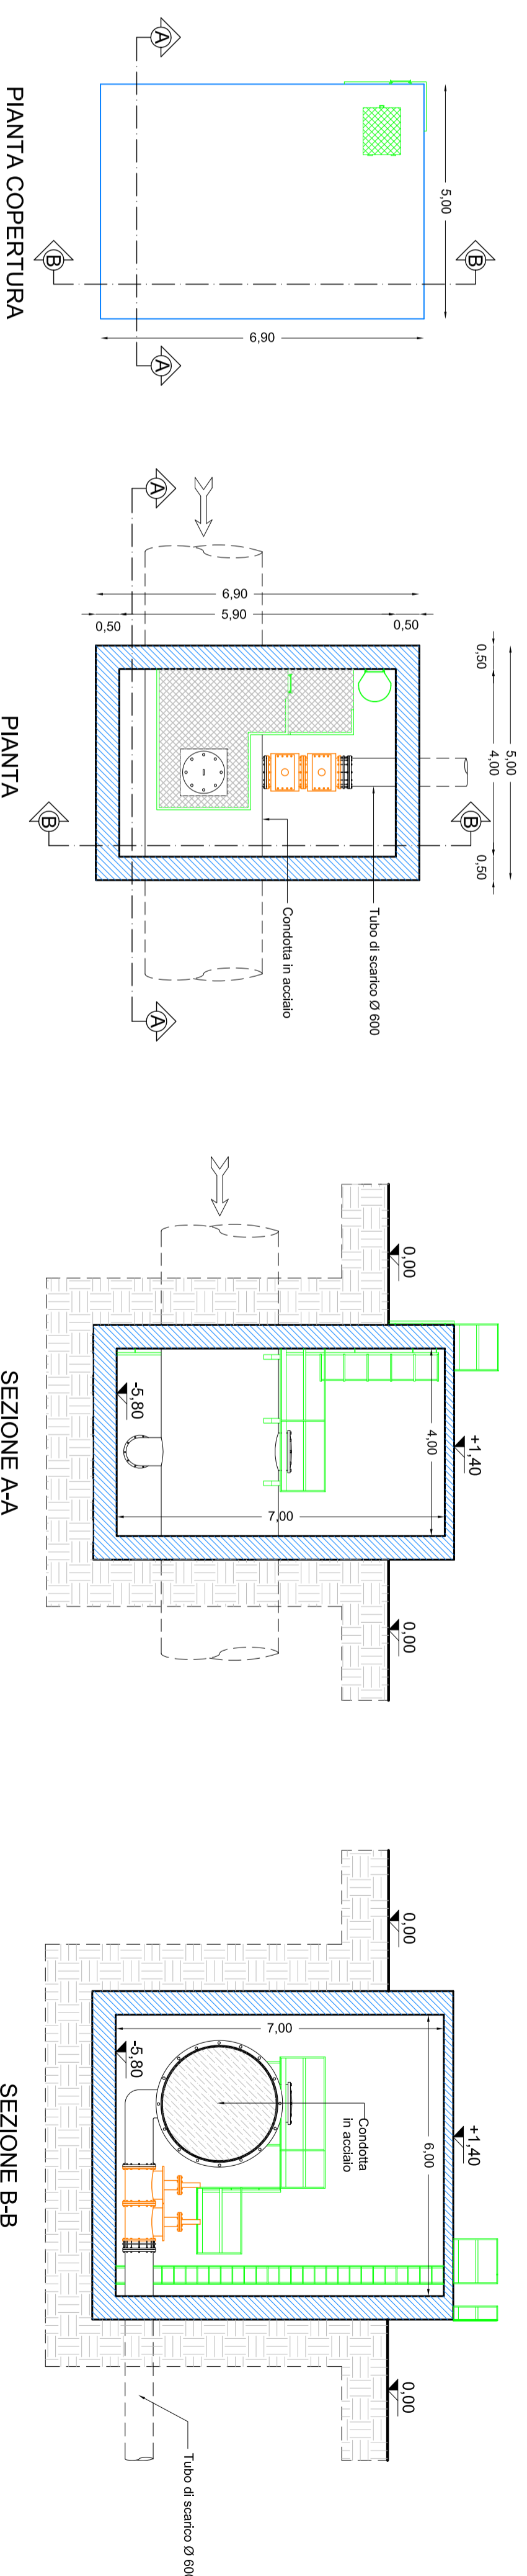 A
A
B
B
5,00
6,90
PIANTA COPERTURA
A
A
B
B
6,90
5,90
0,50
0,50
0,50
5,00
4,00
0,50
Tubo di scarico Ø 600
Condotta in acciaio
PIANTA
0,00
+1,40
4,00
7,00
-5,80
0,00
SEZIONE A-A
0,00
+1,40
7,00
6,00
-5,80
Condotta
in acciaio
0,00
Tubo di scarico Ø 600
SEZIONE B-B